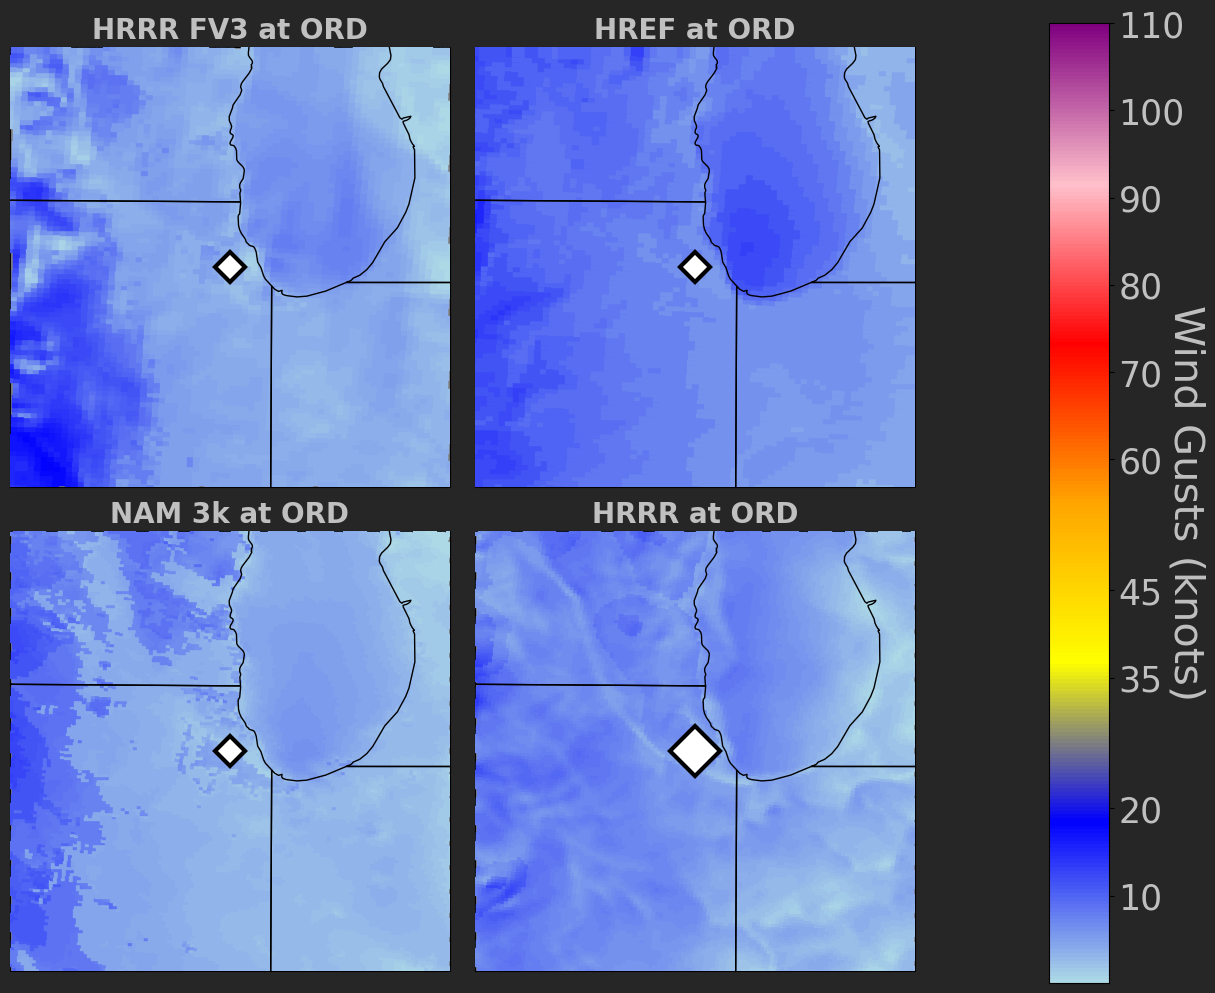 HRRR FV3 at ORD
HREF at ORD
NAM 3k at ORD
HRRR at ORD
110
100
90
80
70
60
45
35
20
10
Wind Gusts (knots)